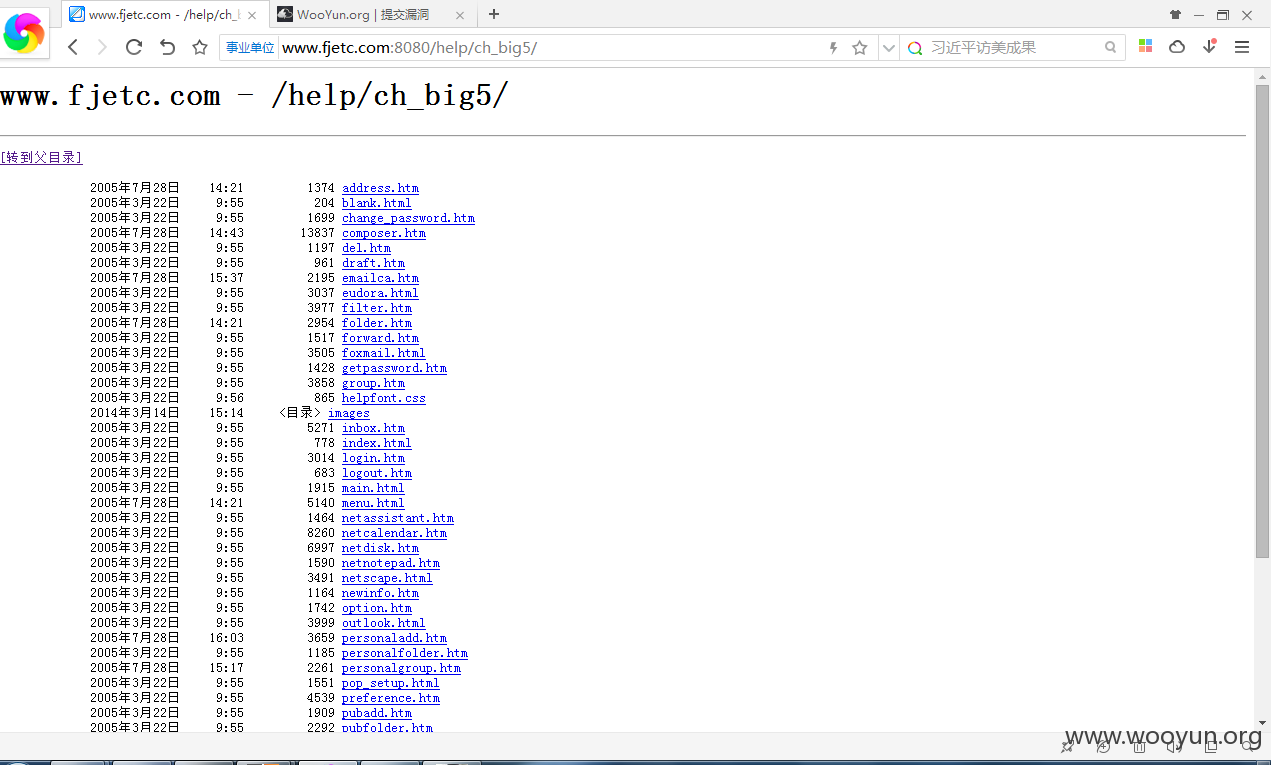 www.fjetc.com - /help/ch_b
WooYun.org | 提交漏洞
事业单位 www.fjetc.com:8080/help/ch_big5/
习近平访美成果
www.fjetc.com - /help/ch_big5/
[转到父目录]
2005年7月28日 14:21 1374 address.htm
2005年3月22日 9:55 204 blank.html
2005年3月22日 9:55 1699 change_password.htm
2005年7月28日 14:43 13837 composer.htm
2005年3月22日 9:55 1197 del.htm
2005年3月22日 9:55 961 draft.htm
2005年7月28日 15:37 2195 emailca.htm
2005年3月22日 9:55 3037 eudora.html
2005年3月22日 9:55 3977 filter.htm
2005年7月28日 14:21 2954 folder.htm
2005年3月22日 9:55 1517 forward.htm
2005年3月22日 9:55 3505 foxmail.html
2005年3月22日 9:55 1428 getpassword.htm
2005年3月22日 9:55 3858 group.htm
2005年3月22日 9:56 865 helpfont.css
2014年3月14日 15:14 <目录> images
2005年3月22日 9:55 5271 inbox.htm
2005年3月22日 9:55 778 index.html
2005年3月22日 9:55 3014 login.htm
2005年3月22日 9:55 683 logout.htm
2005年3月22日 9:55 1915 main.html
2005年7月28日 14:21 5140 menu.html
2005年3月22日 9:55 1464 netassistant.htm
2005年3月22日 9:55 8260 netcalendar.htm
2005年3月22日 9:55 6997 netdisk.htm
2005年3月22日 9:55 1590 netnotepad.htm
2005年3月22日 9:55 3491 netscape.html
2005年3月22日 9:55 1164 newinfo.htm
2005年3月22日 9:55 1742 option.htm
2005年3月22日 9:55 3999 outlook.html
2005年7月28日 16:03 3659 personaladd.htm
2005年3月22日 9:55 1185 personalfolder.htm
2005年7月28日 15:17 2261 personalgroup.htm
2005年3月22日 9:55 1551 pop_setup.html
2005年3月22日 9:55 4539 preference.htm
2005年3月22日 9:55 1909 pubadd.htm
2005年3月22日 9:55 2292 pubfolder.htm
www.wooyun.org